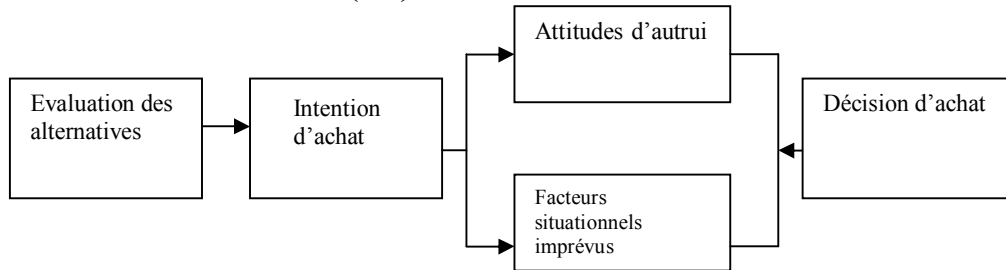 Attitudes d’autrui
Evaluation des
alternatives
Intention
d’achat
Décision d’achat
Facteurs
situationnels
imprévus